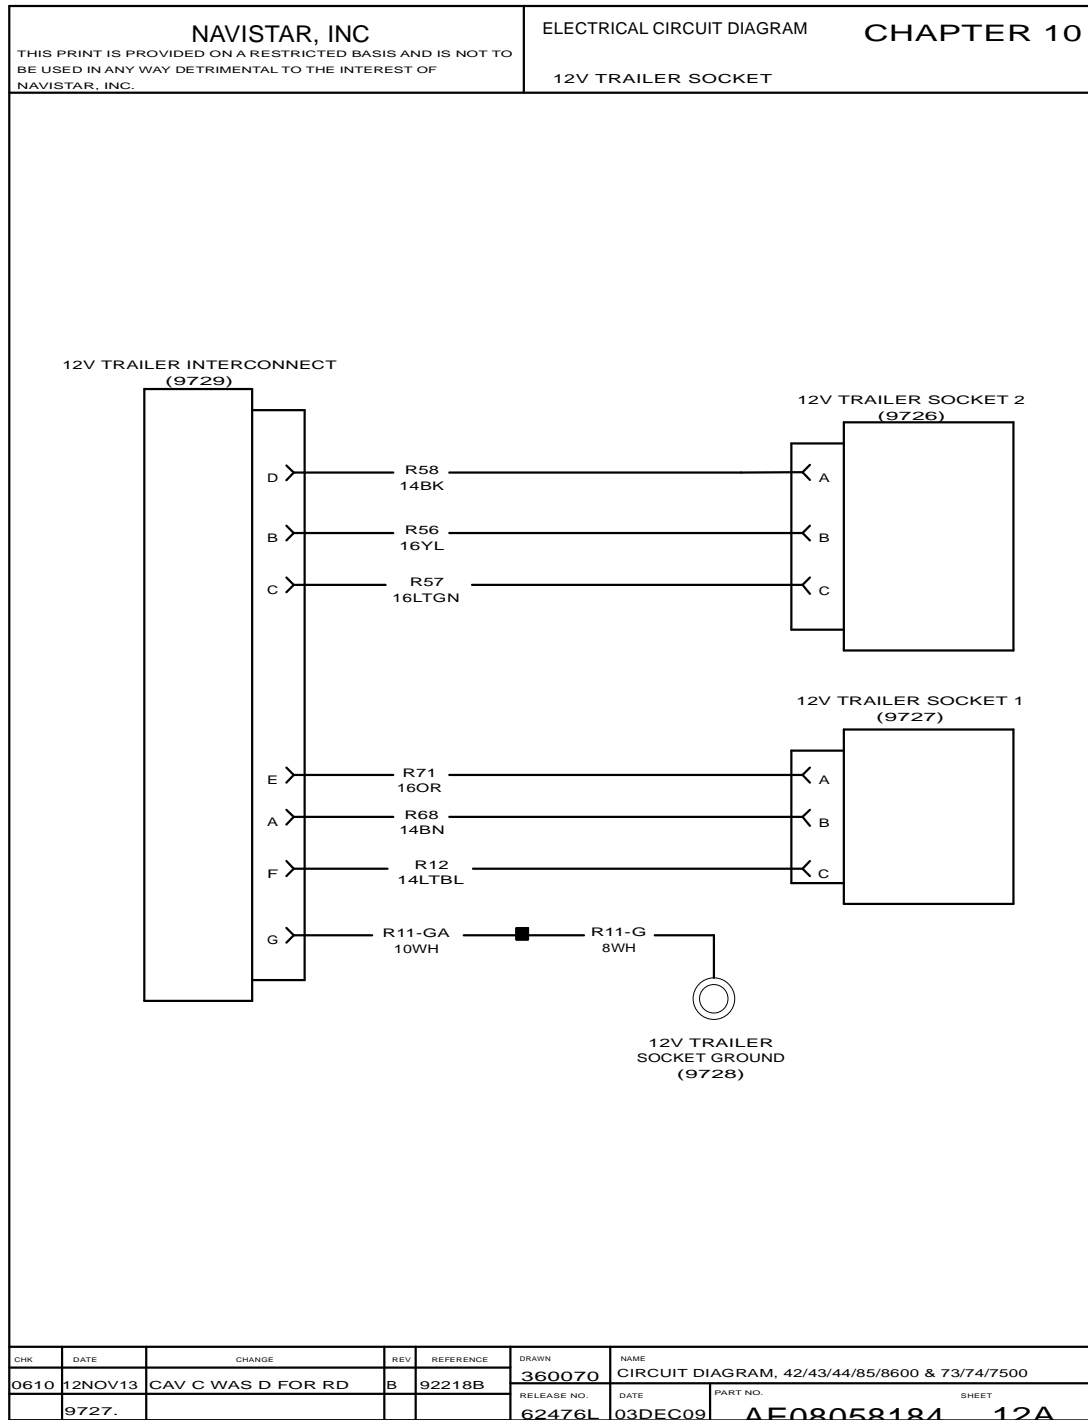 NAVISTAR, INC
THIS PRINT IS PROVIDED ON A RESTRICTED BASIS AND IS NOT TO
BE USED IN ANY WAY DETRIMENTAL TO THE INTEREST OF
NAVISTAR, INC.
ELECTRICAL CIRCUIT DIAGRAM
CHAPTER 10
12V TRAILER SOCKET
12V TRAILER INTERCONNECT
(9729)
12V TRAILER SOCKET 2
(9726)
D
R58
14BK
A
B
R56
16YL
B
C
R57
16LTGN
C
12V TRAILER SOCKET 1
(9727)
E
R71
16OR
A
A
R68
14BN
B
F
R12
14LTBL
C
G
R11-GA
10WH
R11-G
8WH
12V TRAILER
SOCKET GROUND
(9728)
CHK DATE CHANGE REV REFERENCE
0610 12NOV13 CAV C WAS D FOR RD B 92218B
9727.
DRAWN
360070
NAME
CIRCUIT DIAGRAM, 42/43/44/85/8600 & 73/74/7500
RELEASE NO.
62476L
DATE
03DEC09
PART NO.
AE08058184
SHEET
12A